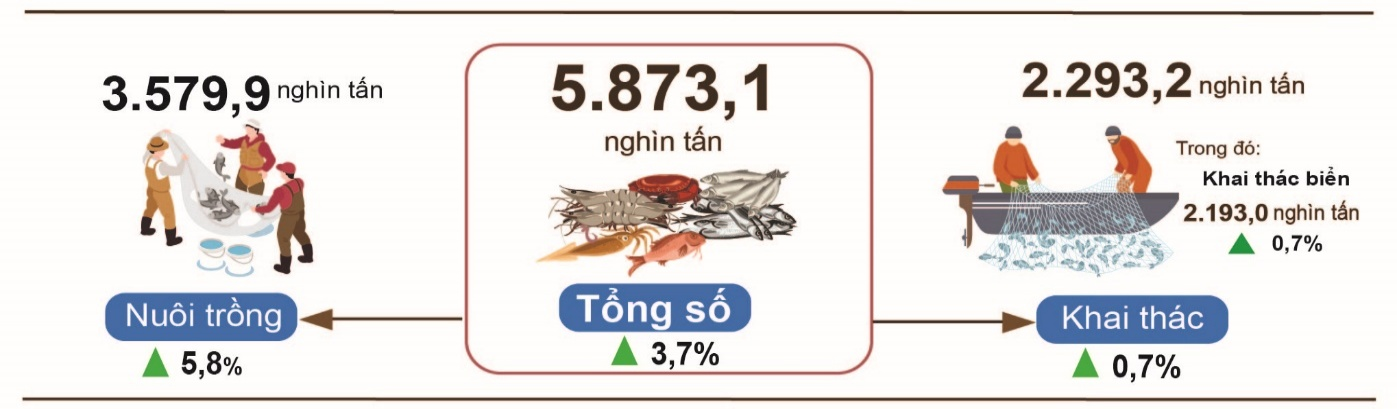 3.579,9 nghìn tấn
Nuôi trồng
5,8%
5.873,1
nghìn tấn
Tổng số
3,7%
2.293,2 nghìn tấn
Trong đó:
Khai thác biển
2.193,0 nghìn tấn
0,7%
Khai thác
0,7%